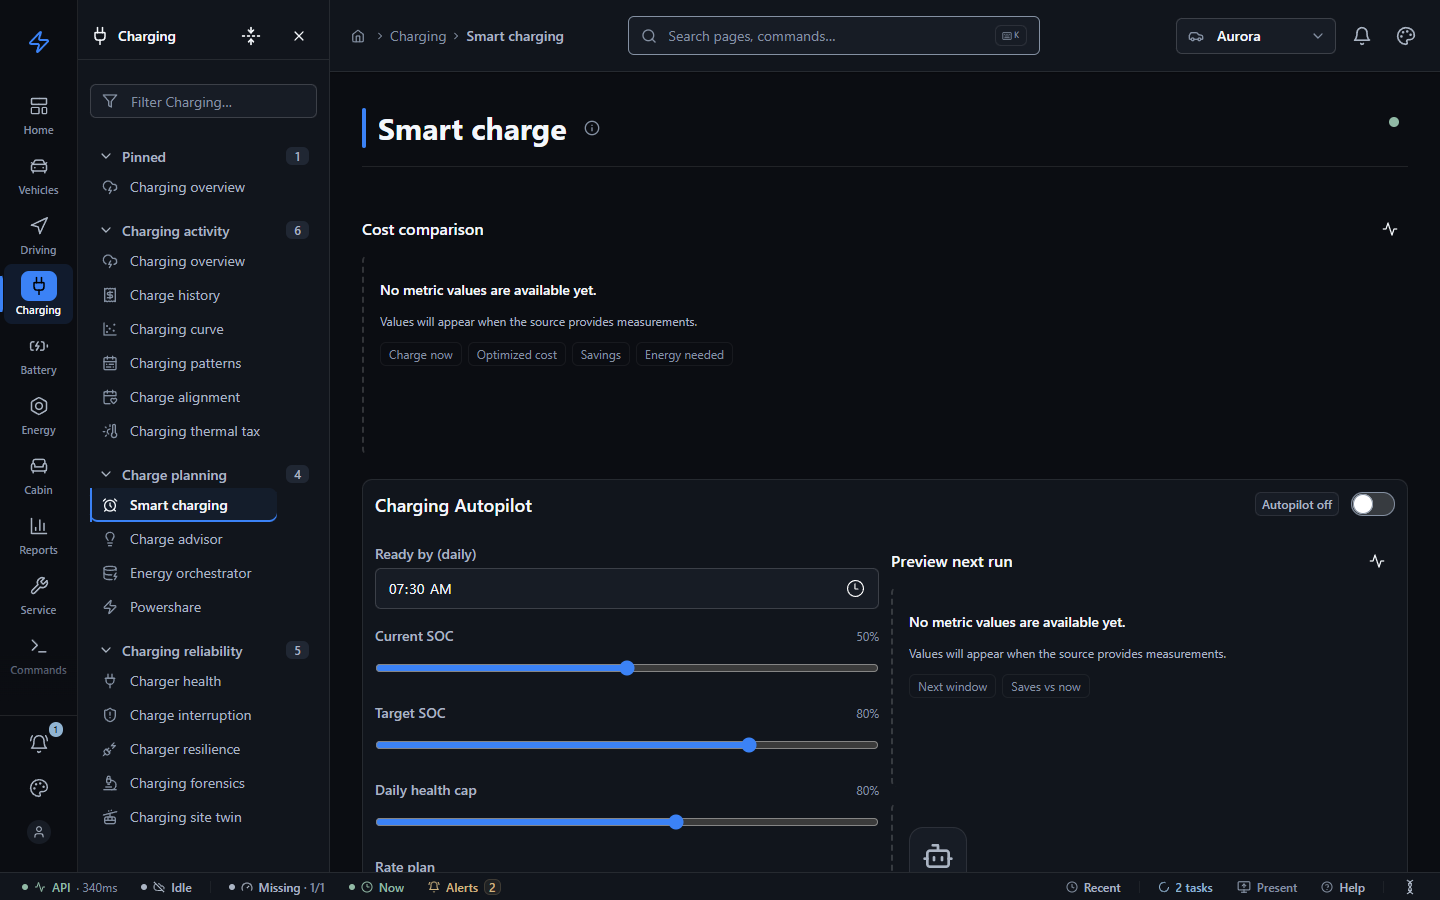 Home
Vehicles
Driving
Charging
Battery
Energy
Cabin
Reports
Service
Commands
1
Charging
Filter Charging...
Pinned 1
Charging overview
Charging activity 6
Charging overview
Charge history
Charging curve
Charging patterns
Charge alignment
Charging thermal tax
Charge planning 4
Smart charging
Charge advisor
Energy orchestrator
Powershare
Charging reliability 5
Charger health
Charge interruption
Charger resilience
Charging forensics
Charging site twin
Charging > Smart charging
Search pages, commands... K
Aurora
Smart charge
Cost comparison
No metric values are available yet.
Values will appear when the source provides measurements.
Charge now Optimized cost Savings Energy needed
Charging Autopilot
Autopilot off
Ready by (daily)
07:30 AM
Current SOC 50%
Target SOC 80%
Daily health cap 80%
Rate plan
Preview next run
No metric values are available yet.
Values will appear when the source provides measurements.
Next window Saves vs now
API · 340ms Idle Missing · 1/1 Now Alerts 2 Recent 2 tasks Present Help